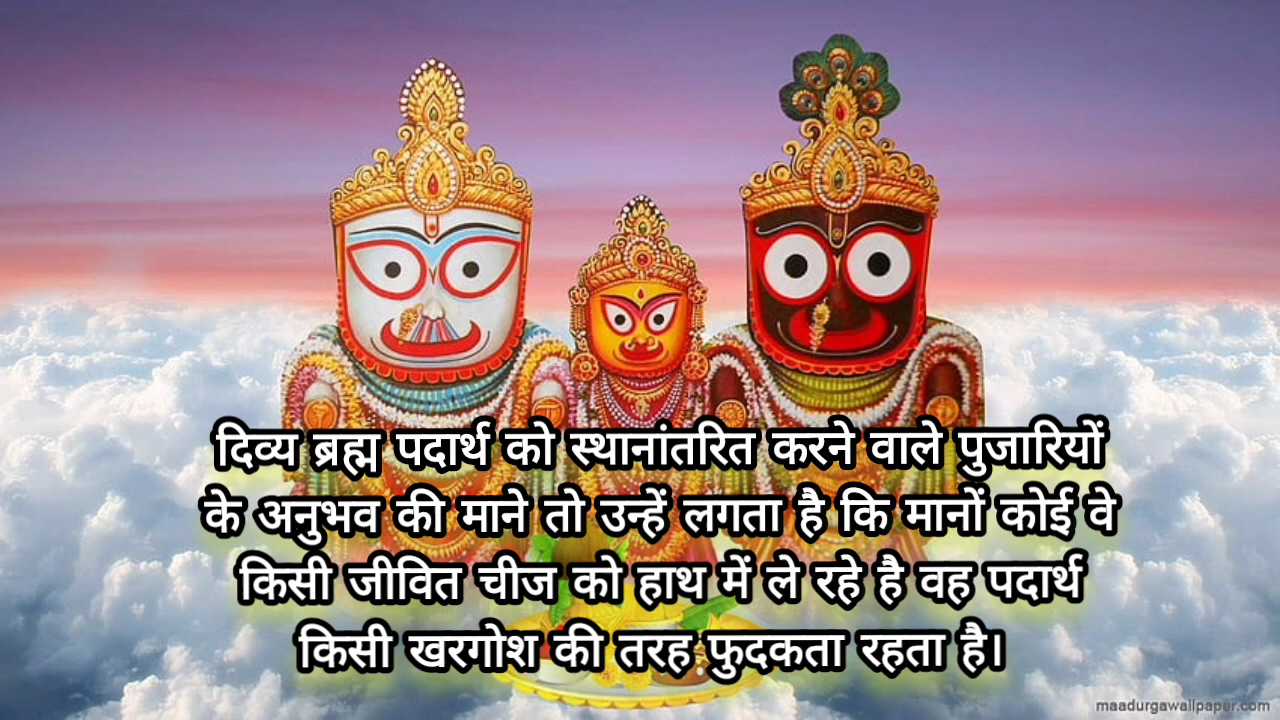 दिव्य ब्रह्म पदार्थ को स्थानांतरित करने वाले पुजारियों
के अनुभव की माने तो उन्हें लगता है कि मानों कोई वे
किसी जीवित चीज को हाथ में ले रहे है वह पदार्थ
किसी खरगोश की तरह फुदकता रहता है।
maadurgawallpaper.com